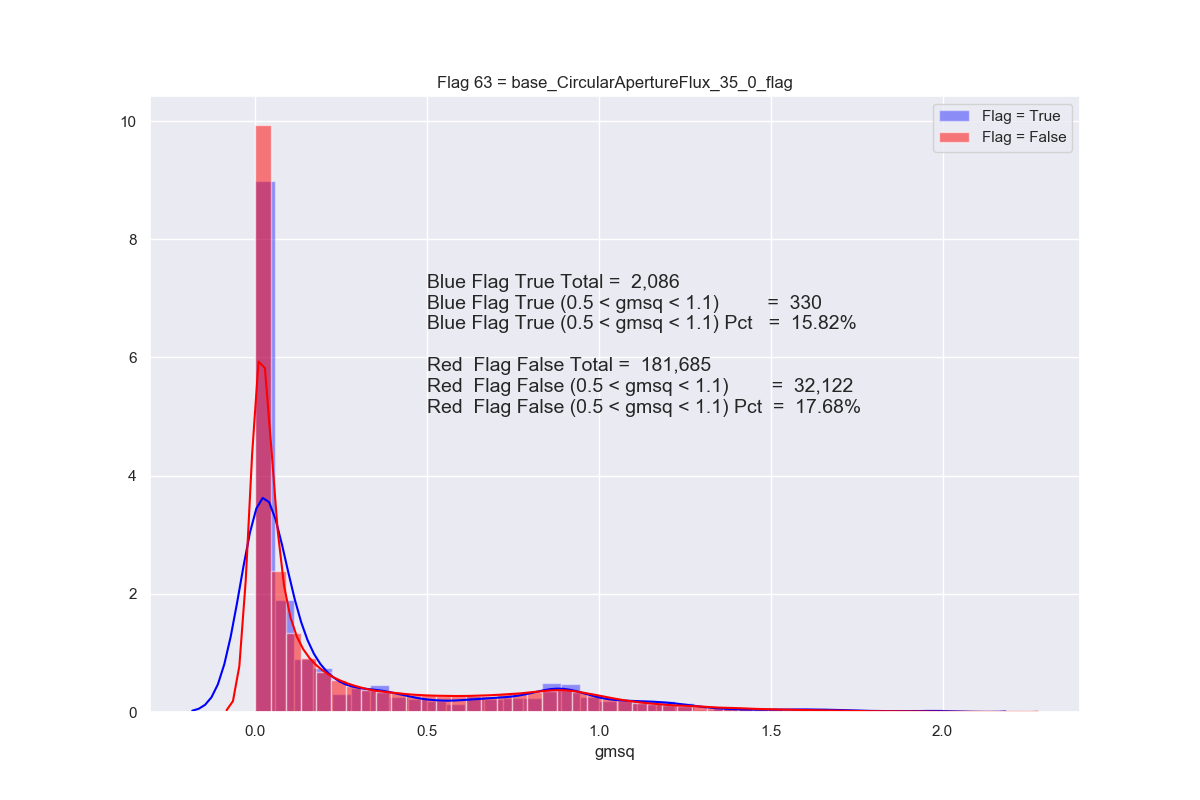 Flag 63 = base_CircularApertureFlux_35_0_flag
10
8
6
4
2
0
Flag = True
Flag = False
Blue Flag True Total =  2,086
Blue Flag True (0.5 < gmsq < 1.1)         =  330
Blue Flag True (0.5 < gmsq < 1.1) Pct   =  15.82%
Red  Flag False Total =  181,685
Red  Flag False (0.5 < gmsq < 1.1)        =  32,122
Red  Flag False (0.5 < gmsq < 1.1) Pct  =  17.68%
0.0 0.5 1.0 1.5 2.0
gmsq